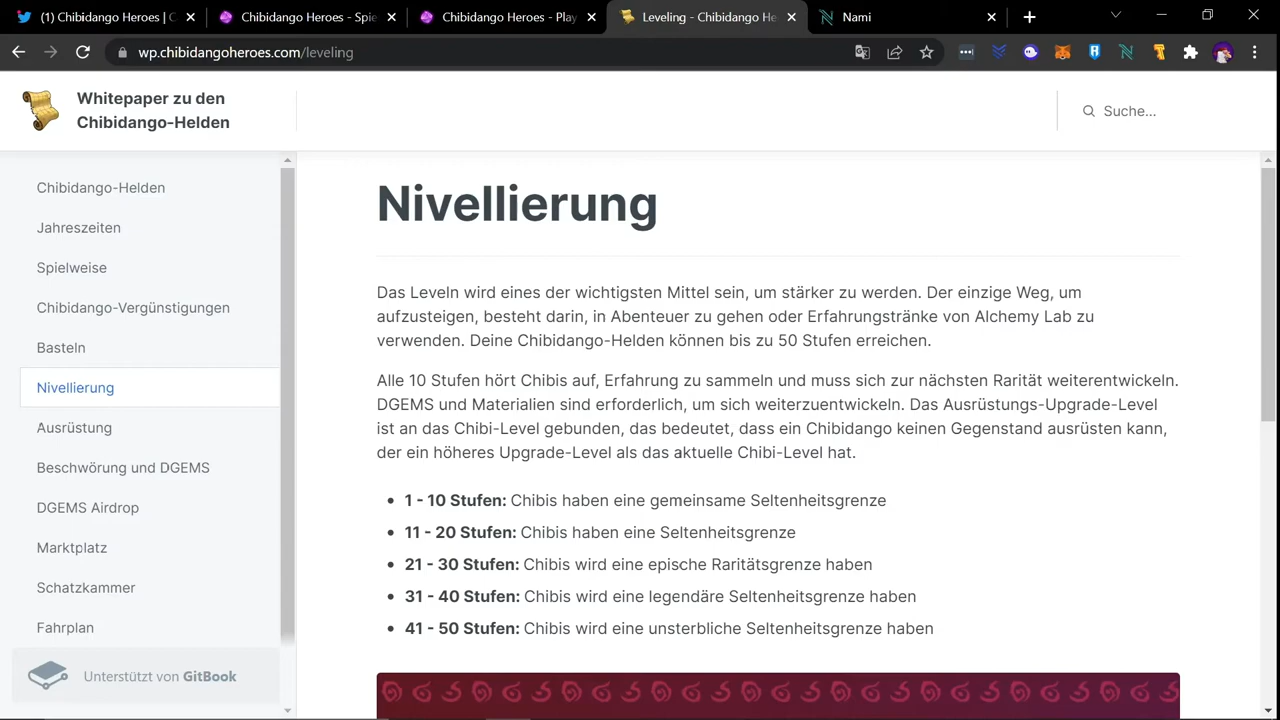 (1) Chibidango Heroes | C
Chibidango Heroes - Spie
Chibidango Heroes - Play
Leveling - Chibidango He
Nami
wp.chibidangoheroes.com/leveling
Whitepaper zu den
Chibidango-Helden
Suche...
Chibidango-Helden
Jahreszeiten
Spielweise
Chibidango-Vergünstigungen
Basteln
Nivellierung
Ausrüstung
Beschwörung und DGEMS
DGEMS Airdrop
Marktplatz
Schatzkammer
Fahrplan
Unterstützt von GitBook
Nivellierung
Das Leveln wird eines der wichtigsten Mittel sein, um stärker zu werden. Der einzige Weg, um
aufzusteigen, besteht darin, in Abenteuer zu gehen oder Erfahrungstränke von Alchemy Lab zu
verwenden. Deine Chibidango-Helden können bis zu 50 Stufen erreichen.
Alle 10 Stufen hört Chibis auf, Erfahrung zu sammeln und muss sich zur nächsten Rarität weiterentwickeln.
DGEMS und Materialien sind erforderlich, um sich weiterzuentwickeln. Das Ausrüstungs-Upgrade-Level
ist an das Chibi-Level gebunden, das bedeutet, dass ein Chibidango keinen Gegenstand ausrüsten kann,
der ein höheres Upgrade-Level als das aktuelle Chibi-Level hat.
• 1 - 10 Stufen: Chibis haben eine gemeinsame Seltenheitsgrenze
• 11 - 20 Stufen: Chibis haben eine Seltenheitsgrenze
• 21 - 30 Stufen: Chibis wird eine epische Raritätsgrenze haben
• 31 - 40 Stufen: Chibis wird eine legendäre Seltenheitsgrenze haben
• 41 - 50 Stufen: Chibis wird eine unsterbliche Seltenheitsgrenze haben